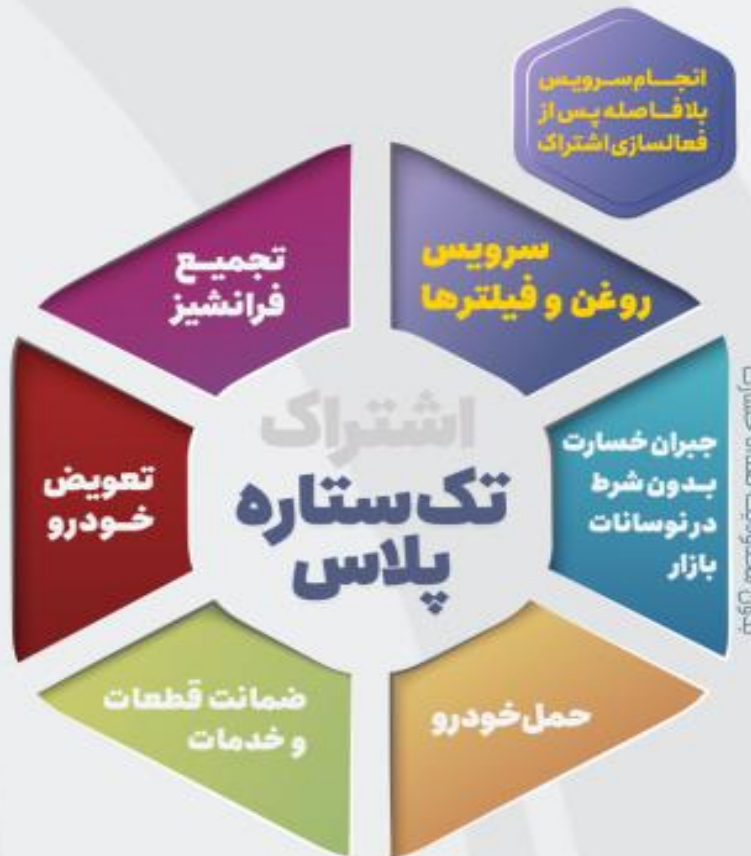 انجام سرویس
بلافاصله پس از
فعالسازی اشتراک
سرویس
روغن و فیلترها
تجمیع
فرانشیز
جبران خسارت
بدون شرط
در نوسانات
بازار
اشتراک
تک ستاره
پلاس
تعویض
خودرو
حمل خودرو
ضمانت قطعات
و خدمات